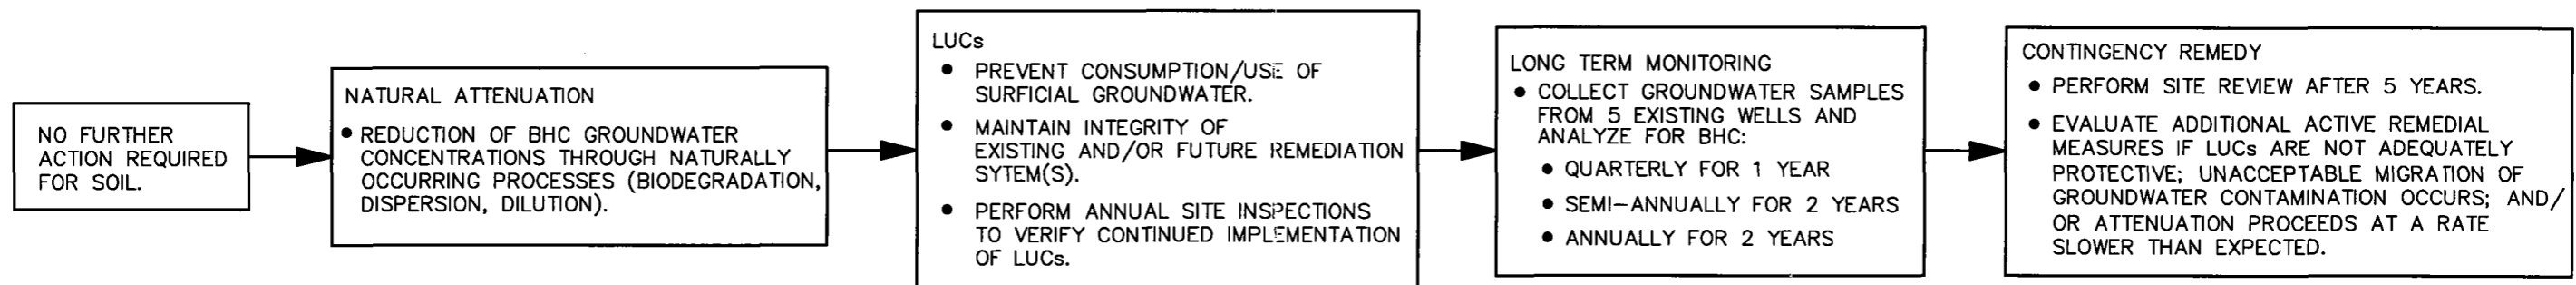 NO FURTHER
ACTION REQUIRED
FOR SOIL.
NATURAL ATTENUATION
• REDUCTION OF BHC GROUNDWATER
CONCENTRATIONS THROUGH NATURALLY
OCCURRING PROCESSES (BIODEGRADATION,
DISPERSION, DILUTION).
LUCs
• PREVENT CONSUMPTION/USE OF
SURFICIAL GROUNDWATER.
• MAINTAIN INTEGRITY OF
EXISTING AND/OR FUTURE REMEDIATION
SYTEM(S).
• PERFORM ANNUAL SITE INSPECTIONS
TO VERIFY CONTINUED IMPLEMENTATION
OF LUCs.
LONG TERM MONITORING
• COLLECT GROUNDWATER SAMPLES
FROM 5 EXISTING WELLS AND
ANALYZE FOR BHC:
• QUARTERLY FOR 1 YEAR
• SEMI-ANNUALLY FOR 2 YEARS
• ANNUALLY FOR 2 YEARS
CONTINGENCY REMEDY
• PERFORM SITE REVIEW AFTER 5 YEARS.
• EVALUATE ADDITIONAL ACTIVE REMEDIAL
MEASURES IF LUCs ARE NOT ADEQUATELY
PROTECTIVE; UNACCEPTABLE MIGRATION OF
GROUNDWATER CONTAMINATION OCCURS; AND/
OR ATTENUATION PROCEEDS AT A RATE
SLOWER THAN EXPECTED.